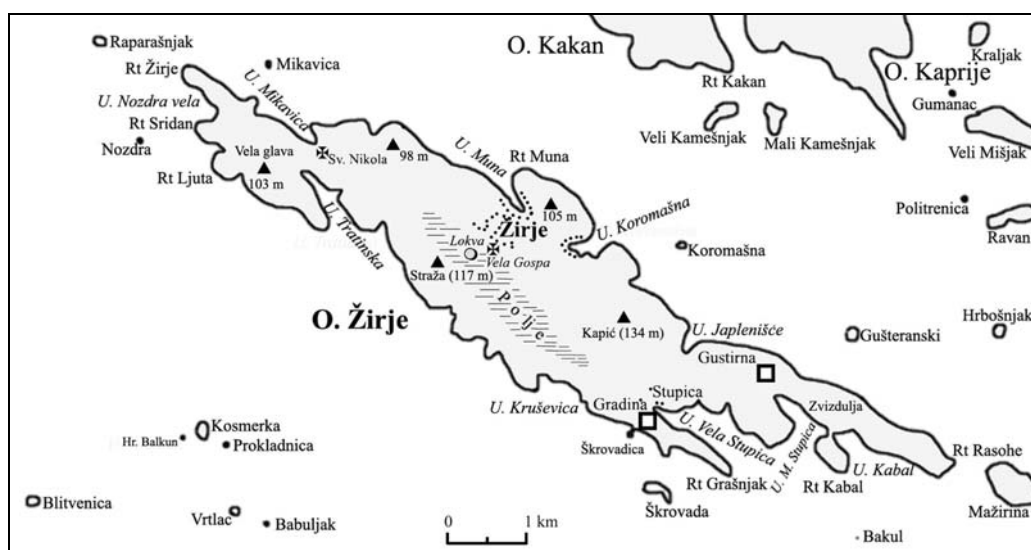 Raparašnjak
Rt Žirje
Mikavica
U. Mikavica
U. Nozdra vela
Rt Sridan
Nozdra
Rt Ljuta
Vela glava
103 m
Sv. Nikola
98 m
O. Kakan
Rt Kakan
O. Kaprije
Kraljak
Gumanac
Veli Kamešnjak
Mali Kamešnjak
Veli Mišjak
U. Muna
Rt Muna
105 m
Žirje
U. Koromašna
Koromašna
Politrenica
Ravan
U. Tratinska
Lokva
Vela Gospa
Straža (117 m)
Polje
O. Žirje
Kapić (134 m)
U. Japlenišće
Gušteranski
Hrbošnjak
Gustirna
Stupica
Gradina
Zvizdulja
U. Kruševica
U. Vela Stupica
U. M. Stupica
Škrovadica
Rt Grašnjak
Rt Kabal
U. Kabal
Rt Rasohe
Kosmerka
Hr. Balkun
Prokladnica
Blitvenica
Vrtlac
Babuljak
0 1 km
Škrovada
Mažirina
Bakul